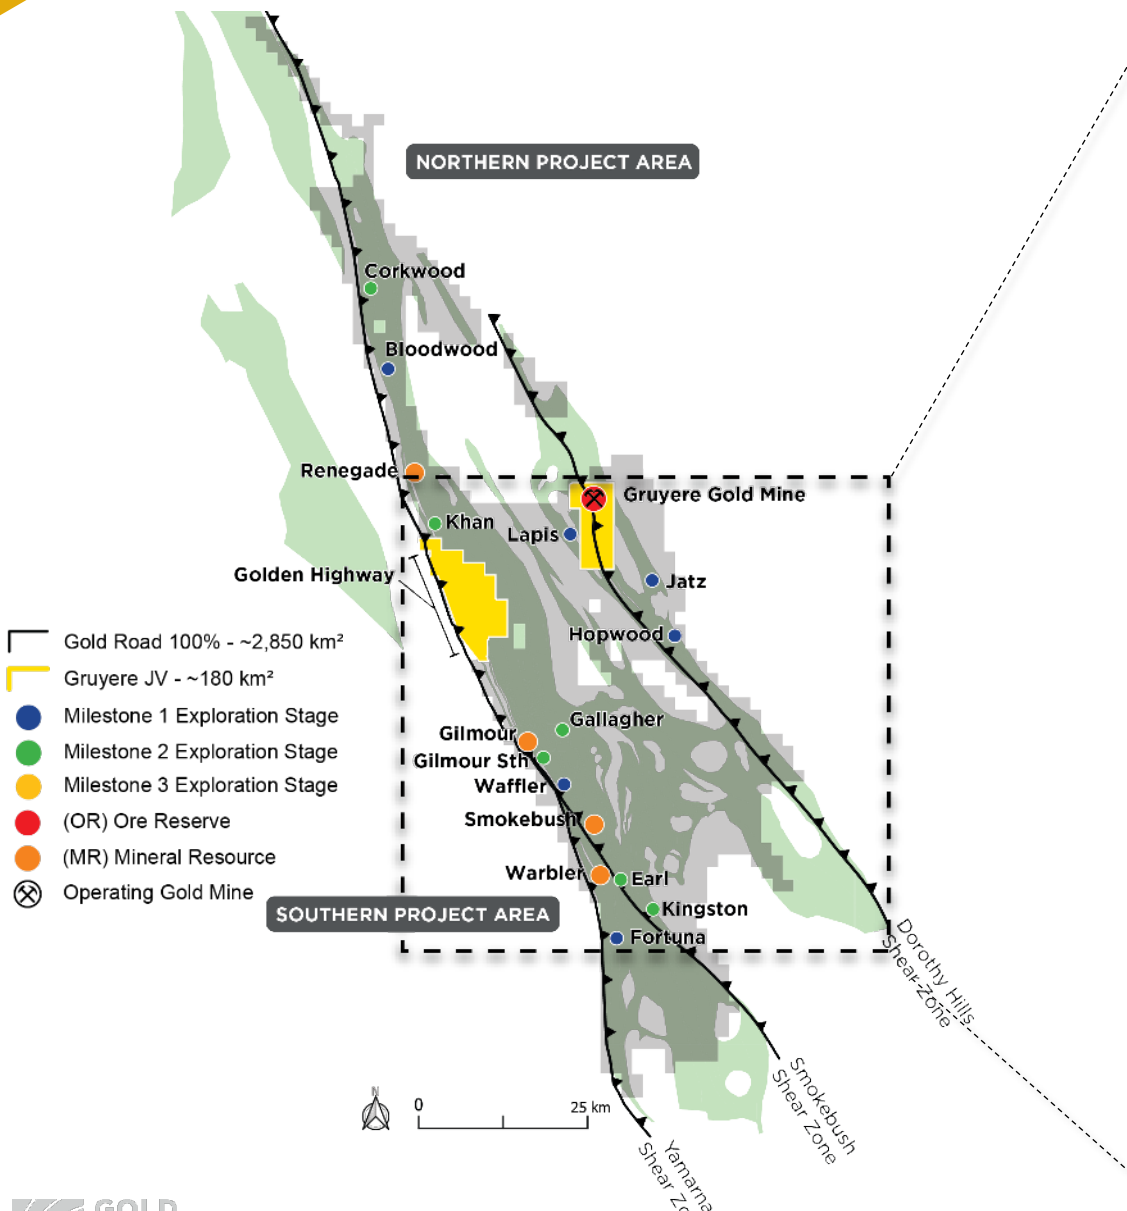 NORTHERN PROJECT AREA
Corkwood
Bloodwood
Renegade
Gruyere Gold Mine
Khan
Lapis
Golden Highway
Jatz
Hopwood
Gold Road 100% - ~2,850 km²
Gruyere JV - ~180 km²
Milestone 1 Exploration Stage
Milestone 2 Exploration Stage
Milestone 3 Exploration Stage
(OR) Ore Reserve
(MR) Mineral Resource
Operating Gold Mine
Gallagher
Gilmour
Gilmour Sth
Waffler
Smokebush
Warbler
Earl
Kingston
SOUTHERN PROJECT AREA
Fortuna
Dorothy Hills
Shear Zone
Smokebush
Shear Zone
Yamarna
Shear Zo
N
0
25 km
GOLD